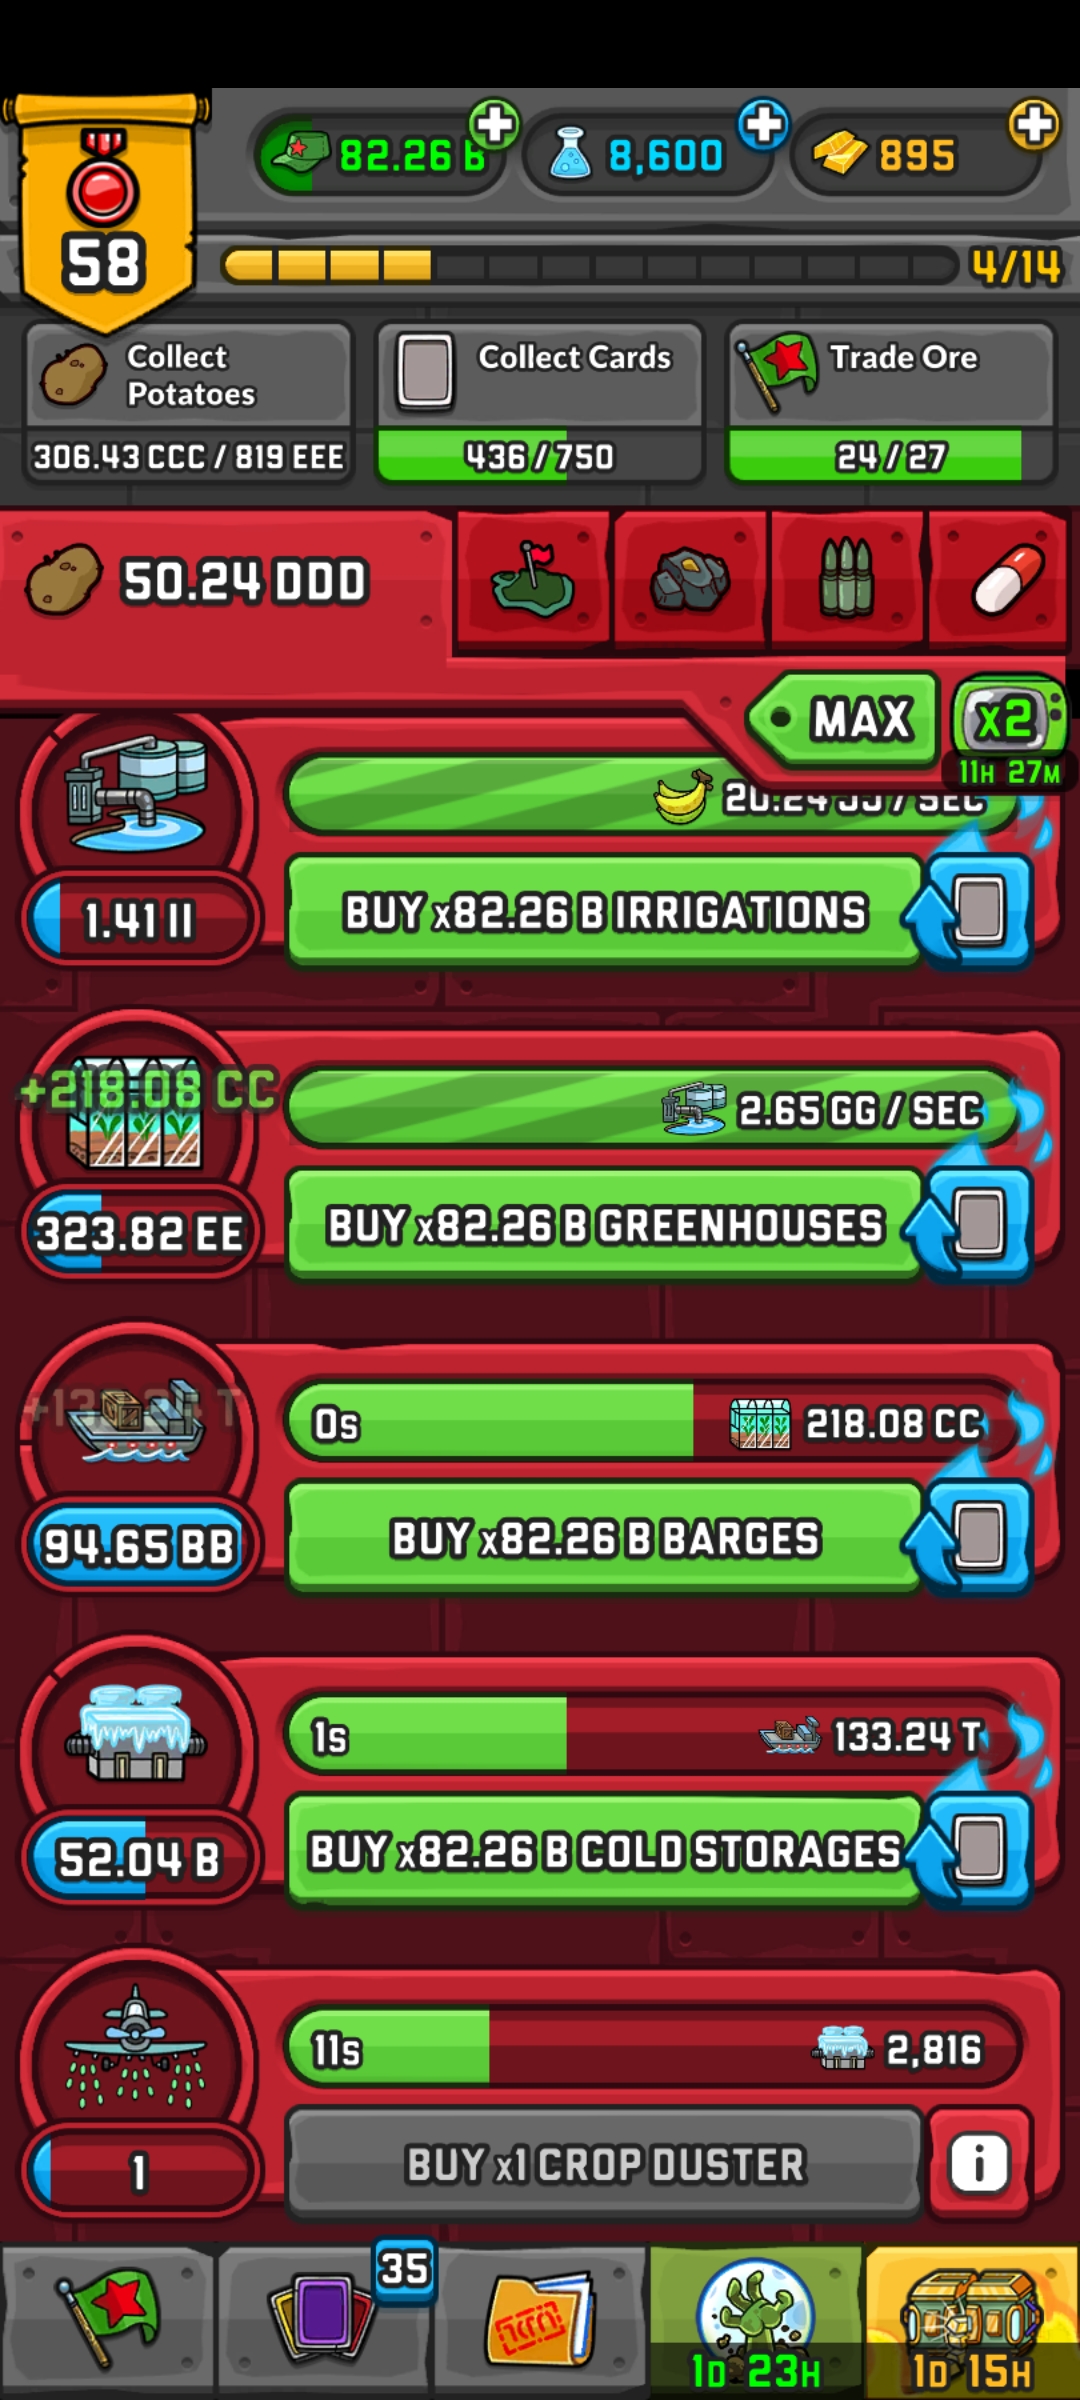 82.26 B
8,600
895
58
4/14
Collect
Potatoes
306.43 CCC / 819 EEE
Collect Cards
436 / 750
Trade Ore
24 / 27
50.24 DDD
MAX
x2
11H 27M
20.24 JJ / SEC
1.41 II
BUY x82.26 B IRRIGATIONS
+218.08 CC
2.65 GG / SEC
323.82 EE
BUY x82.26 B GREENHOUSES
0s
218.08 CC
94.65 BB
BUY x82.26 B BARGES
1s
133.24 T
52.04 B
BUY x82.26 B COLD STORAGES
11s
2,816
1
BUY x1 CROP DUSTER
i
35
1D 23H
1D 15H